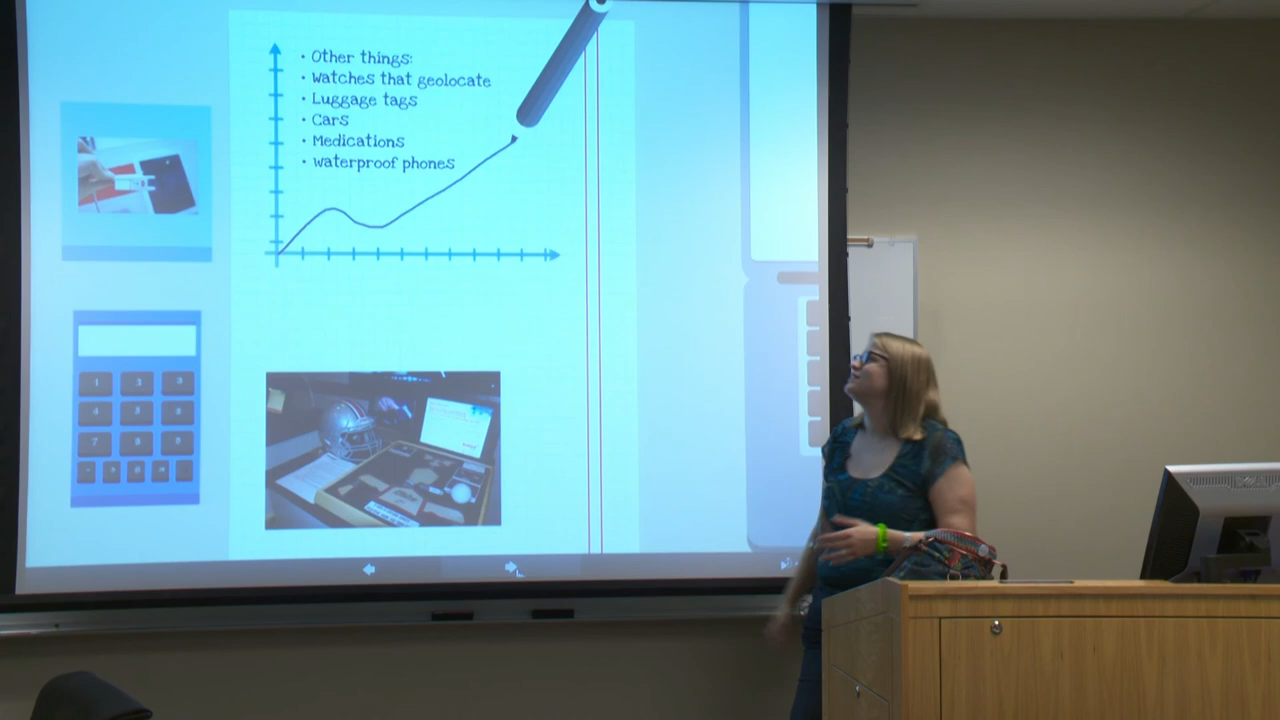 • Other things:
• Watches that geolocate
• Luggage tags
• Cars
• Medications
• waterproof phones